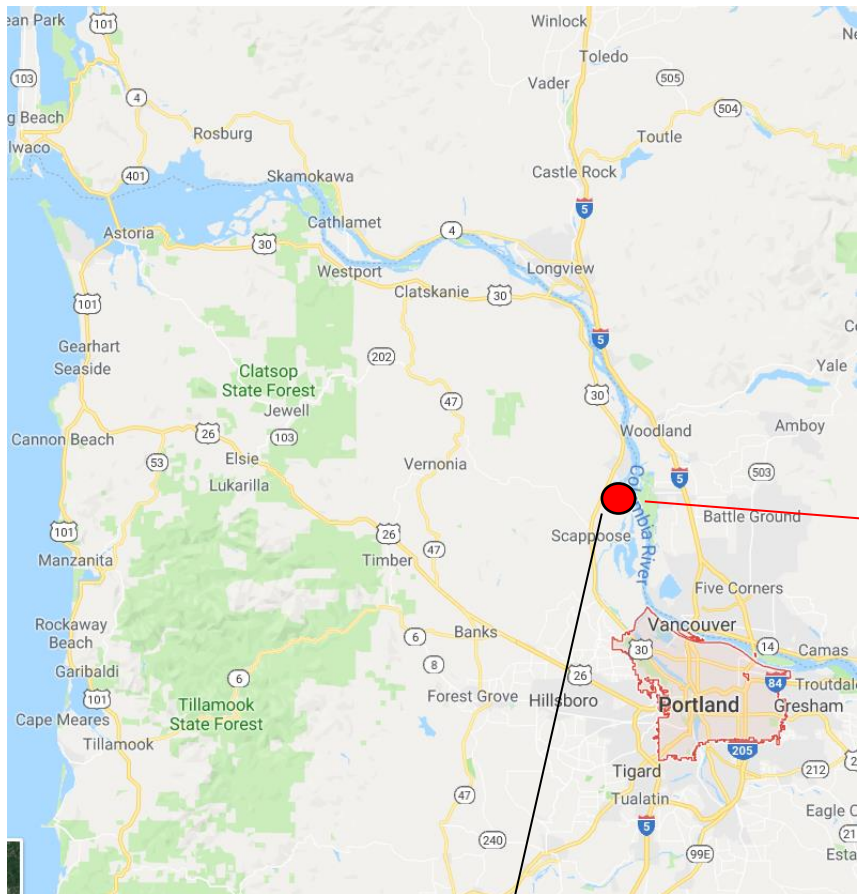 ean Park
101
Winlock
Toledo
103
505
Vader
4
504
g Beach
Rosburg
Toutle
lwaco
401
Skamokawa
Castle Rock
5
Cathlamet
Astoria
30
4
Westport
Longview
Clatskanie
30
101
5
Gearhart
Seaside
202
Yale
Clatsop
State Forest
Jewell
47
30
Woodland
Amboy
Cannon Beach
26
103
53
Elsie
Vernonia
503
Lukarilla
5
Columbia River
Battle Ground
101
26
Scappoose
Manzanita
47
Timber
Five Corners
Rockaway
Beach
6
Banks
Vancouver
30
14
Camas
Garibaldi
8
6
26
84
Troutdale
101
Forest Grove
Hillsboro
Portland
Gresham
Cape Meares
Tillamook
State Forest
Tillamook
205
Tigard
212
47
Tualatin
5
Eagle C
240
99E
21
Esta